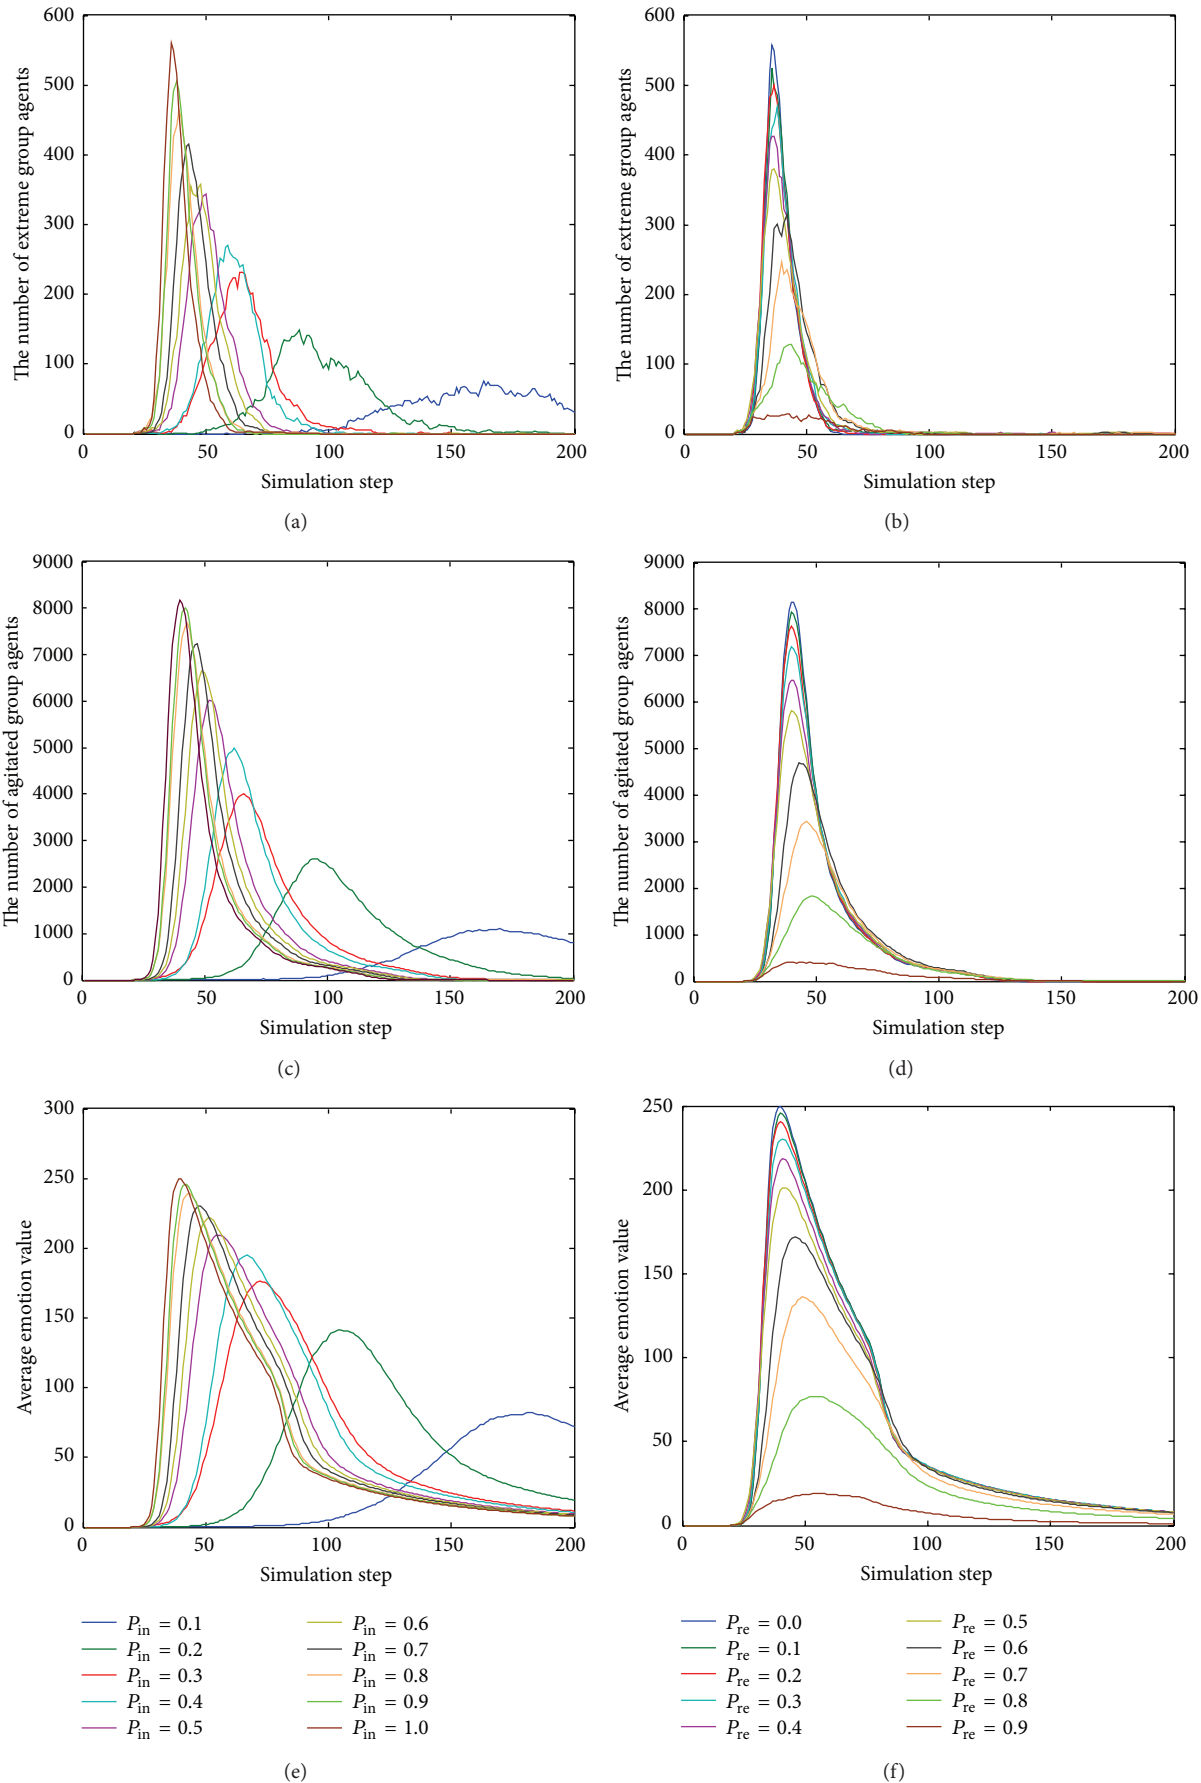 600
500
400
300
200
100
0
The number of extreme group agents
0 50 100 150 200
Simulation step
(a)
600
500
400
300
200
100
0
The number of extreme group agents
0 50 100 150 200
Simulation step
(b)
9000
8000
7000
6000
5000
4000
3000
2000
1000
0
The number of agitated group agents
0 50 100 150 200
Simulation step
(c)
9000
8000
7000
6000
5000
4000
3000
2000
1000
0
The number of agitated group agents
0 50 100 150 200
Simulation step
(d)
300
250
200
150
100
50
0
Average emotion value
0 50 100 150 200
Simulation step
P_in = 0.1
P_in = 0.2
P_in = 0.3
P_in = 0.4
P_in = 0.5
P_in = 0.6
P_in = 0.7
P_in = 0.8
P_in = 0.9
P_in = 1.0
(e)
250
200
150
100
50
0
Average emotion value
0 50 100 150 200
Simulation step
P_re = 0.0
P_re = 0.1
P_re = 0.2
P_re = 0.3
P_re = 0.4
P_re = 0.5
P_re = 0.6
P_re = 0.7
P_re = 0.8
P_re = 0.9
(f)